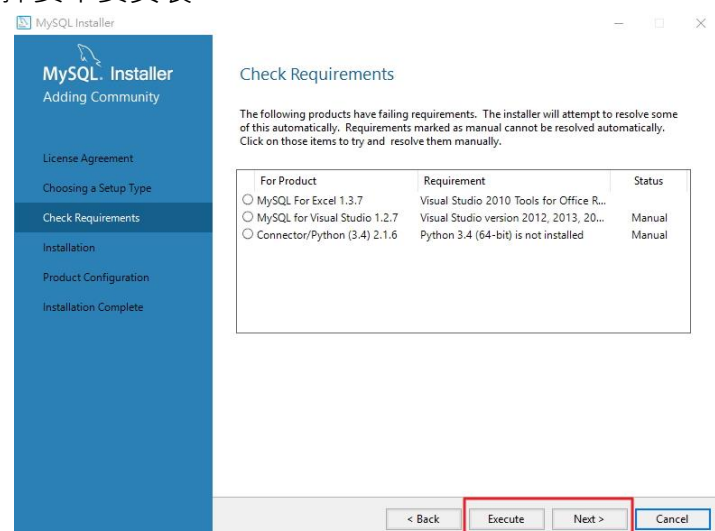 MySQL Installer
MySQL. Installer
Adding Community
License Agreement
Choosing a Setup Type
Check Requirements
Installation
Product Configuration
Installation Complete
Check Requirements
The following products have failing requirements. The installer will attempt to resolve some
of this automatically. Requirements marked as manual cannot be resolved automatically.
Click on those items to try and resolve them manually.
For Product Requirement Status
MySQL For Excel 1.3.7 Visual Studio 2010 Tools for Office R...
MySQL for Visual Studio 1.2.7 Visual Studio version 2012, 2013, 20... Manual
Connector/Python (3.4) 2.1.6 Python 3.4 (64-bit) is not installed Manual
< Back Execute Next > Cancel